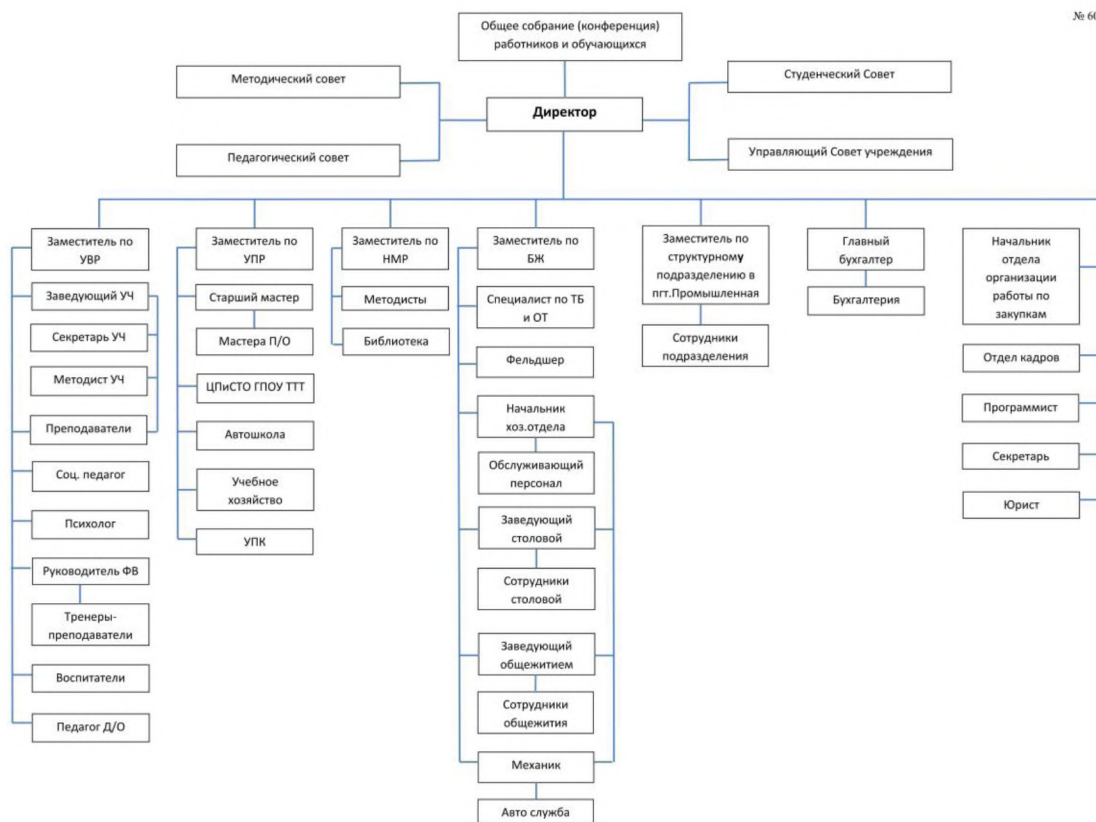 № 60
Общее собрание (конференция)
работников и обучающихся
Методический совет
Студенческий Совет
Директор
Педагогический совет
Управляющий Совет учреждения
Заместитель по
УВР
Заведующий УЧ
Секретарь УЧ
Методист УЧ
Преподаватели
Соц. педагог
Психолог
Руководитель ФВ
Тренеры-
преподаватели
Воспитатели
Педагог Д/О
Заместитель по
УПР
Старший мастер
Мастера П/О
ЦПиСТО ГПОУ ТТТ
Автошкола
Учебное
хозяйство
УПК
Заместитель по
НМР
Методисты
Библиотека
Заместитель по
БЖ
Специалист по ТБ
и ОТ
Фельдшер
Начальник
хоз.отдела
Обслуживающий
персонал
Заведующий
столовой
Сотрудники
столовой
Заведующий
общежитием
Сотрудники
общежития
Механик
Авто служба
Заместитель по
структурному
подразделению в
пгт.Промышленная
Сотрудники
подразделения
Главный
бухгалтер
Бухгалтерия
Начальник
отдела
организации
работы по
закупкам
Отдел кадров
Программист
Секретарь
Юрист